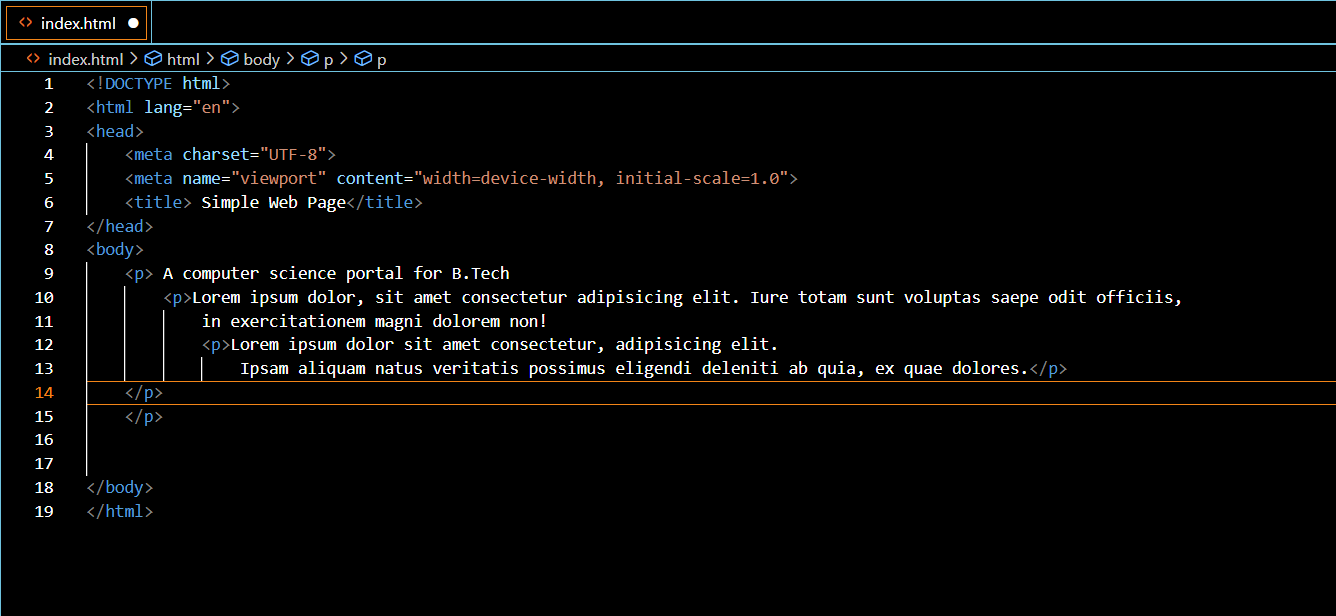 index.html
index.html > html > body > p > p
1 <!DOCTYPE html>
2 <html lang="en">
3 <head>
4 <meta charset="UTF-8">
5 <meta name="viewport" content="width=device-width, initial-scale=1.0">
6 <title> Simple Web Page</title>
7 </head>
8 <body>
9 <p> A computer science portal for B.Tech
10 <p>Lorem ipsum dolor, sit amet consectetur adipisicing elit. Iure totam sunt voluptas saepe odit officiis,
11 in exercitationem magni dolorem non!
12 <p>Lorem ipsum dolor sit amet consectetur, adipisicing elit.
13 Ipsam aliquam natus veritatis possimus eligendi deleniti ab quia, ex quae dolores.</p>
14 </p>
15 </p>
16
17
18 </body>
19 </html>